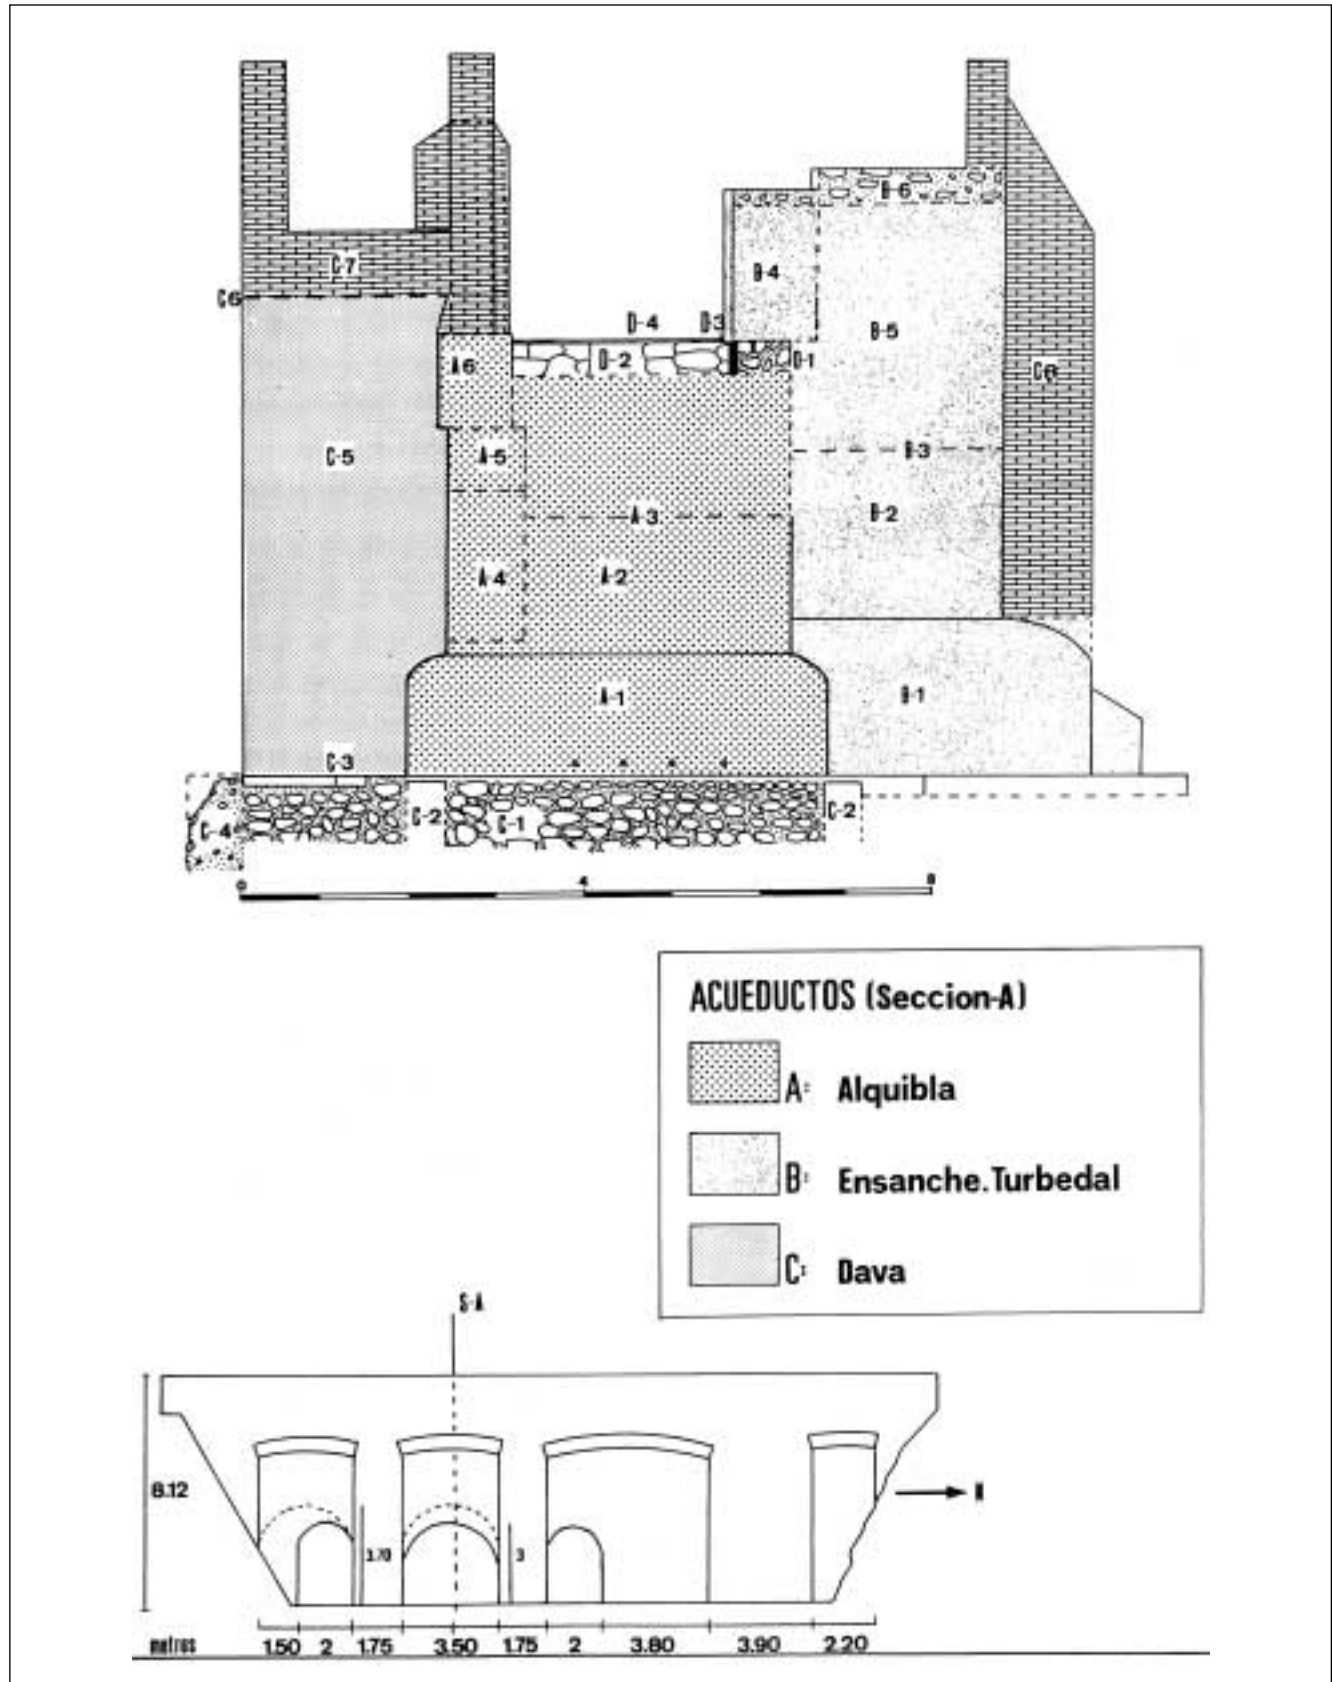 C-7
C6
B-6
B-4
D-4
D-3
B-5
D-2
D-1
A6
C-5
A-5
B-3
A-3
B-2
A-4
A-2
A-1
B-1
C-3
C-4
C-2
C-1
C-2
0
4
8
ACUEDUCTOS (Seccion-A)
A: Alquibla
B: Ensanche.Turbedal
C: Dava
S-A
8.12
3.70
3
N
metros 1.50 2 1.75 3.50 1.75 2 3.80 3.90 2.20